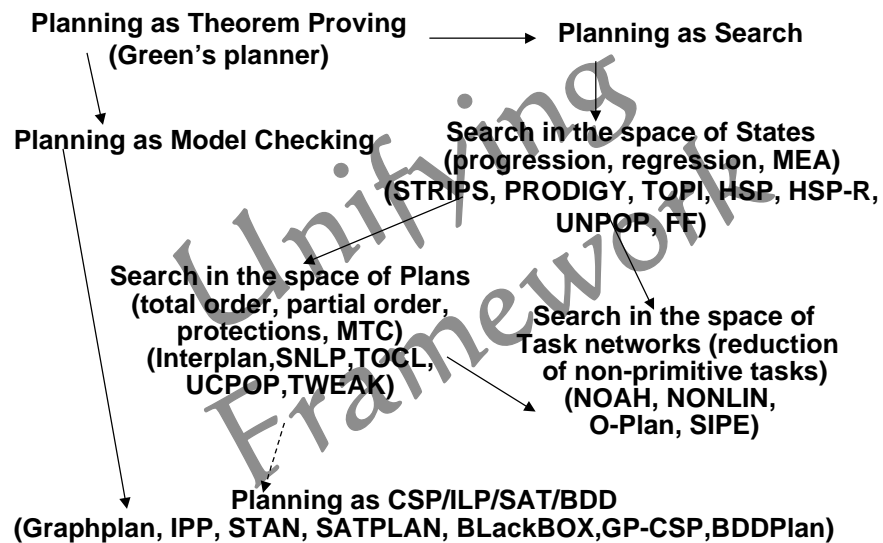 Planning as Theorem Proving
(Green's planner)
Planning as Search
Planning as Model Checking
Search in the space of States
(progression, regression, MEA)
(STRIPS, PRODIGY, TOPI, HSP, HSP-R,
UNPOP, FF)
Unifying
Framework
Search in the space of Plans
(total order, partial order,
protections, MTC)
(Interplan,SNLP,TOCL,
UCPOP,TWEAK)
Search in the space of
Task networks (reduction
of non-primitive tasks)
(NOAH, NONLIN,
O-Plan, SIPE)
Planning as CSP/ILP/SAT/BDD
(Graphplan, IPP, STAN, SATPLAN, BLackBOX,GP-CSP,BDDPlan)